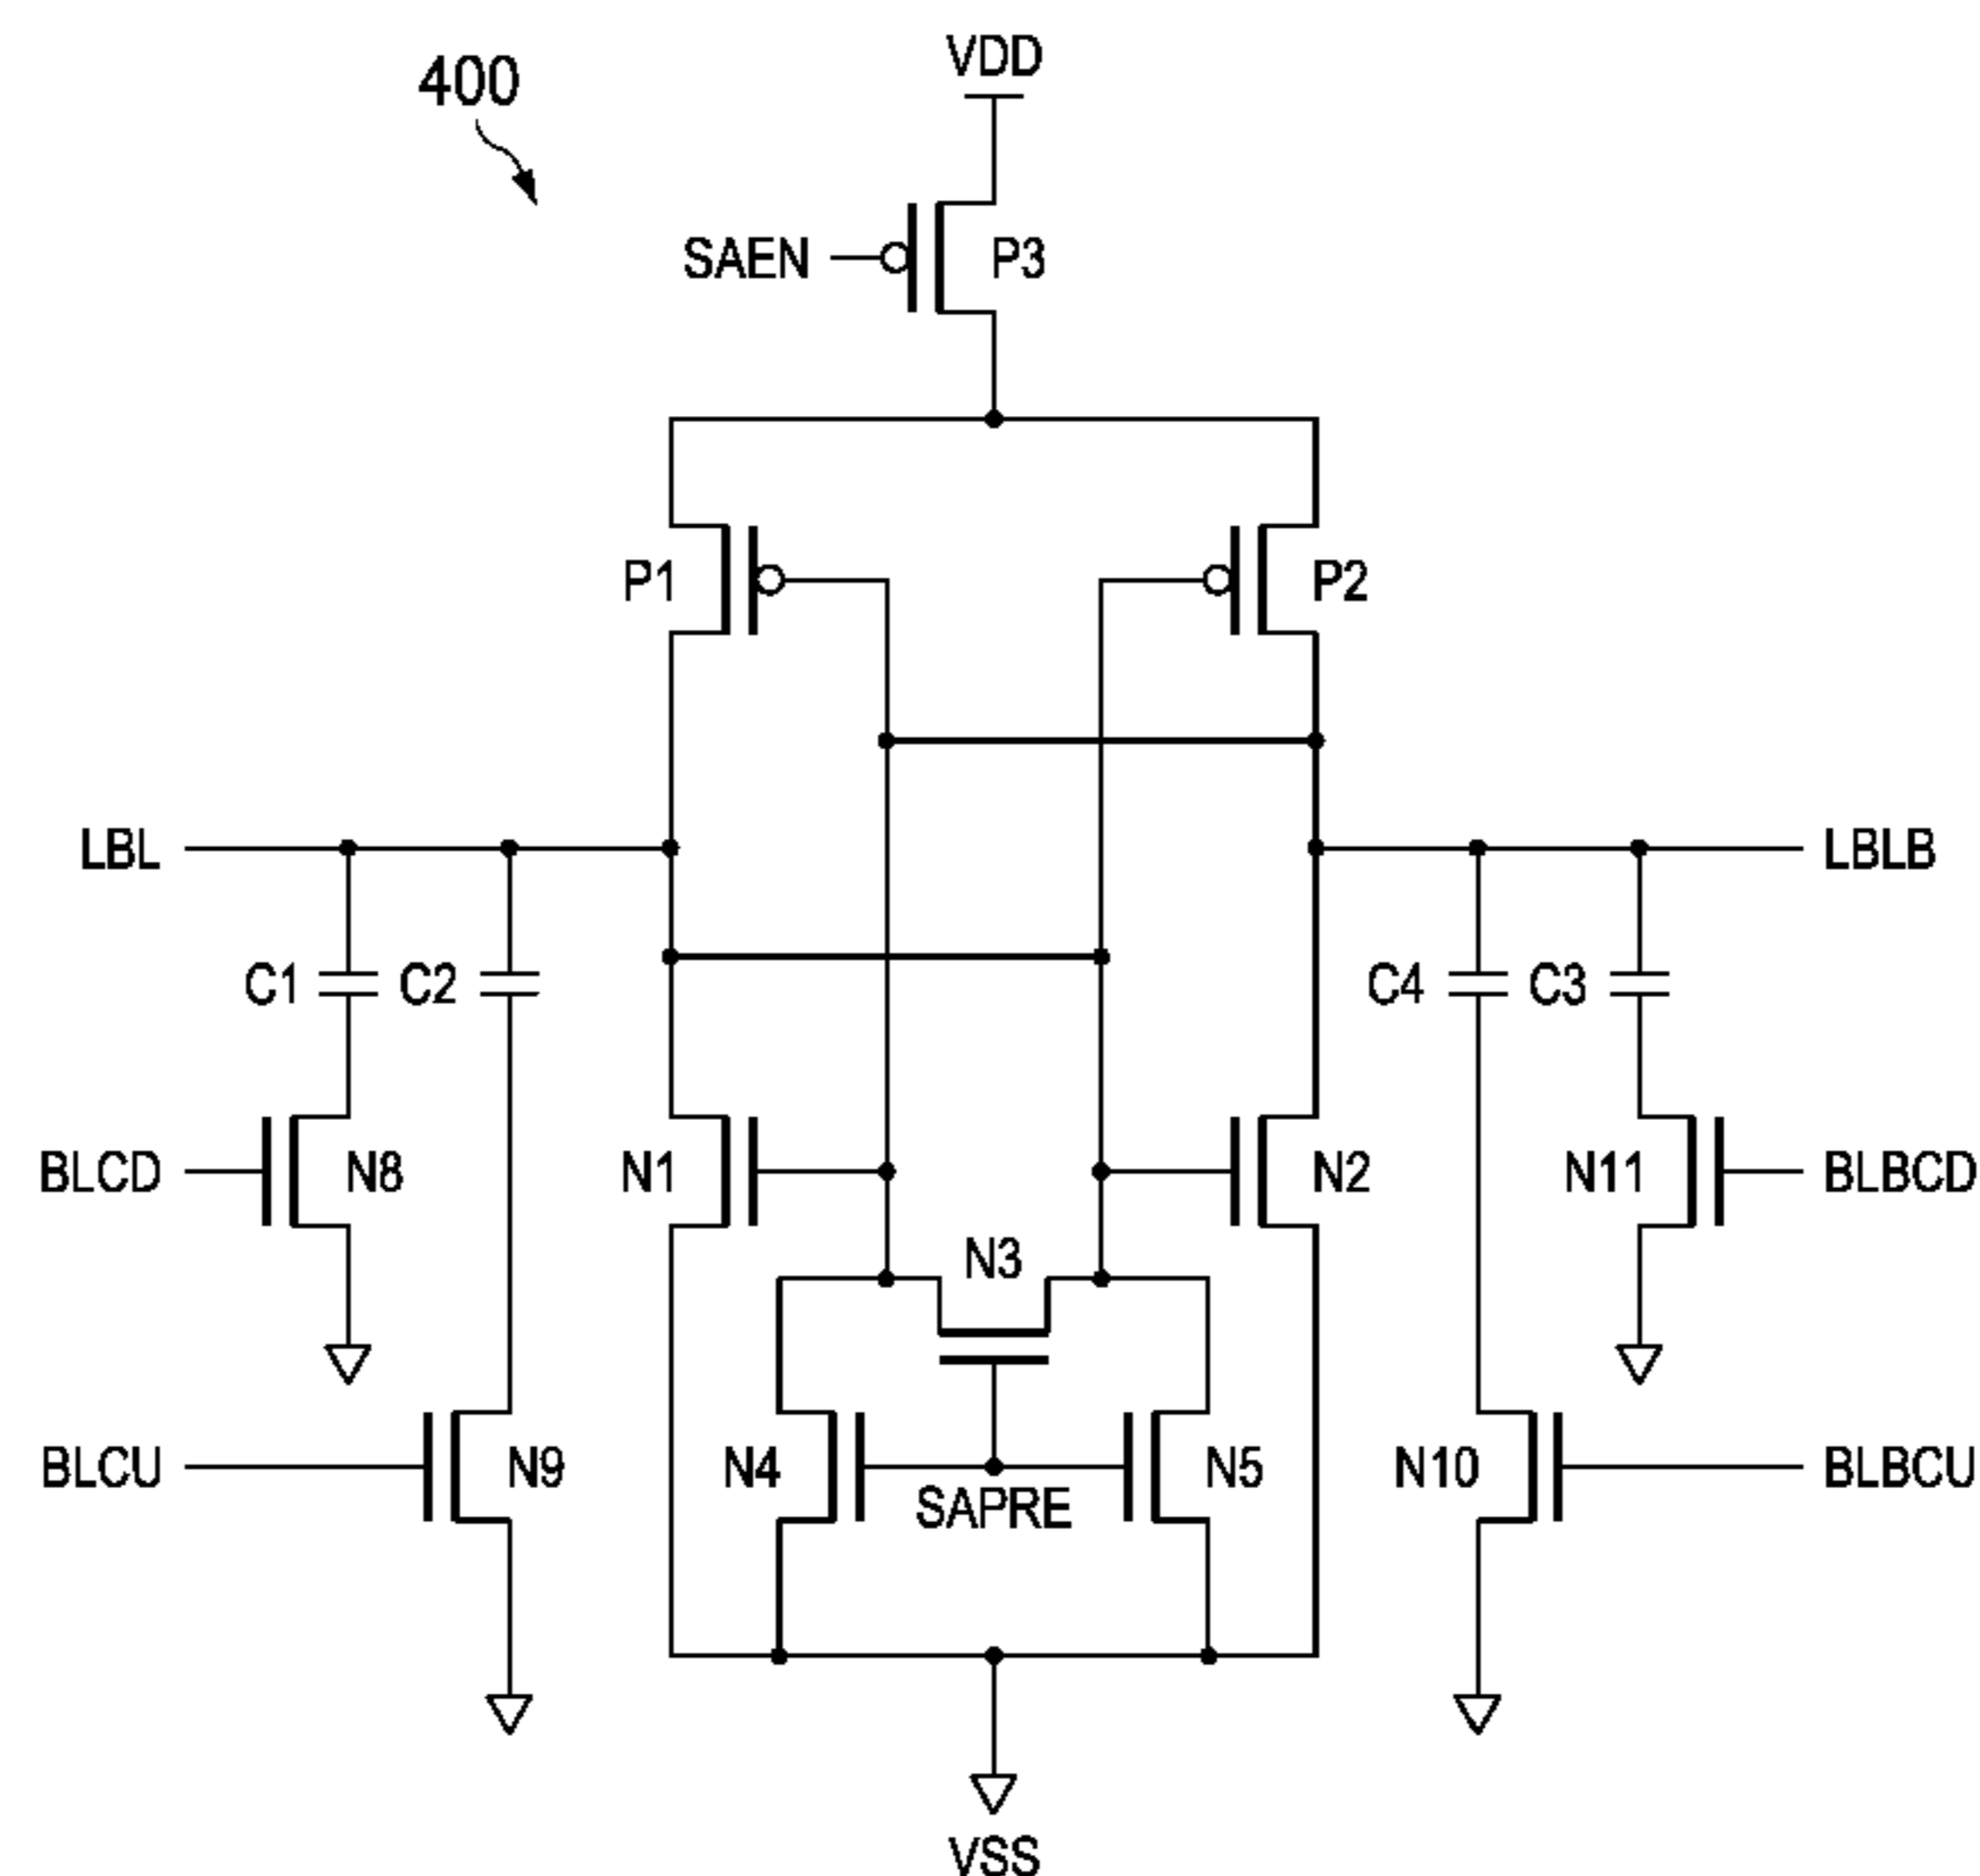 400
VDD
SAEN
P3
P1
P2
LBL
LBLB
C1
C2
C4
C3
BLCD
N8
N1
N2
N11
BLBCD
N3
BLCU
N9
N4
SAPRE
N5
N10
BLBCU
VSS